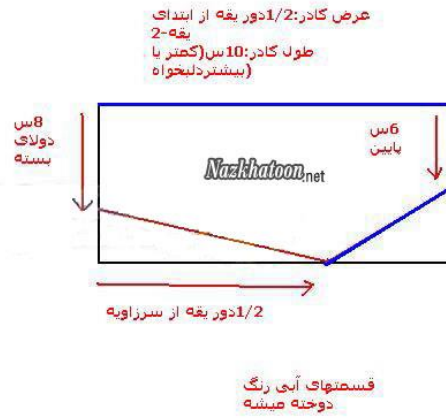 عرض کادر:1/2دور یقه از ابتدای
یقه-2
طول کادر:10س(کمتر یا
بیشتردلبخواه)
8س
دولای
بسته
6س
پایین
Nazkhatoon.net
1/2دور یقه از سرزاویه
قسمتهای آبی رنگ
دوخته میشه